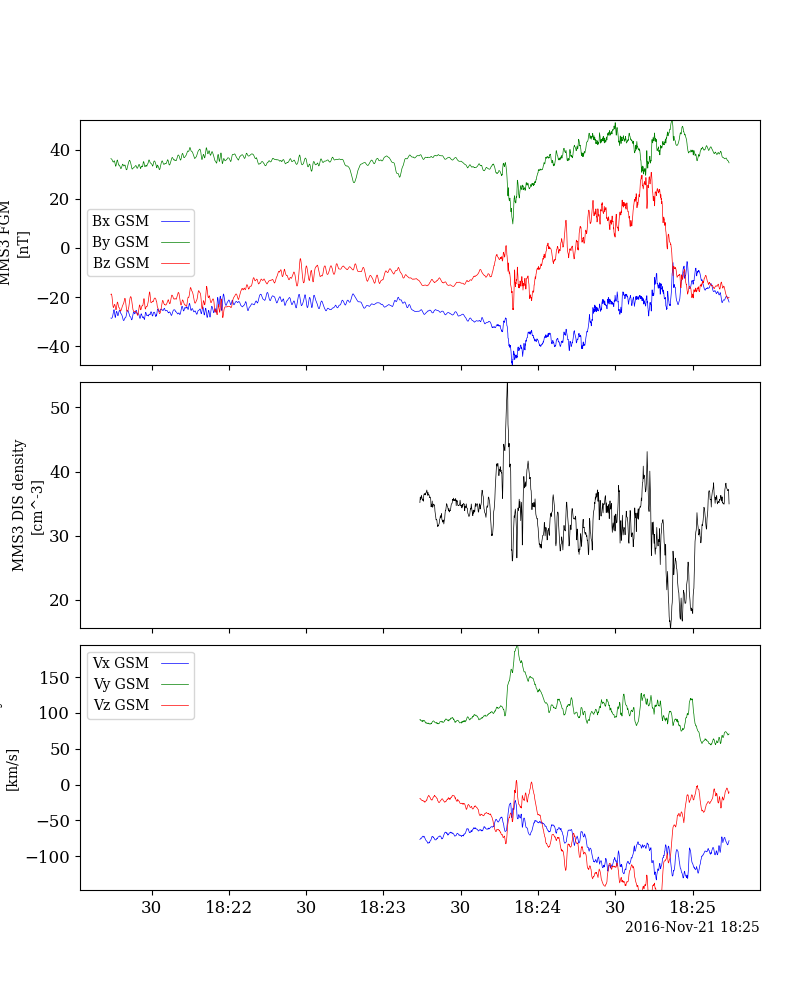 40
20
0
−20
−40
MMS3 FGM
[nT]
Bx GSM
By GSM
Bz GSM
50
40
30
20
MMS3 DIS density
[cm^-3]
150
100
50
0
−50
−100
[km/s]
Vx GSM
Vy GSM
Vz GSM
30 18:22 30 18:23 30 18:24 30 18:25
2016-Nov-21 18:25